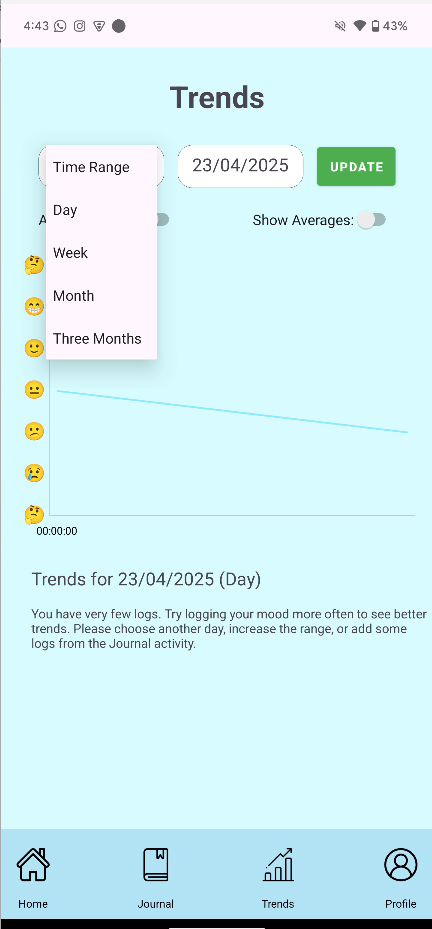 4:43
43%
Trends
Time Range
23/04/2025
UPDATE
Day
A
Show Averages:
Week
Month
Three Months
00:00:00
Trends for 23/04/2025 (Day)
You have very few logs. Try logging your mood more often to see better
trends. Please choose another day, increase the range, or add some
logs from the Journal activity.
Home
Journal
Trends
Profile